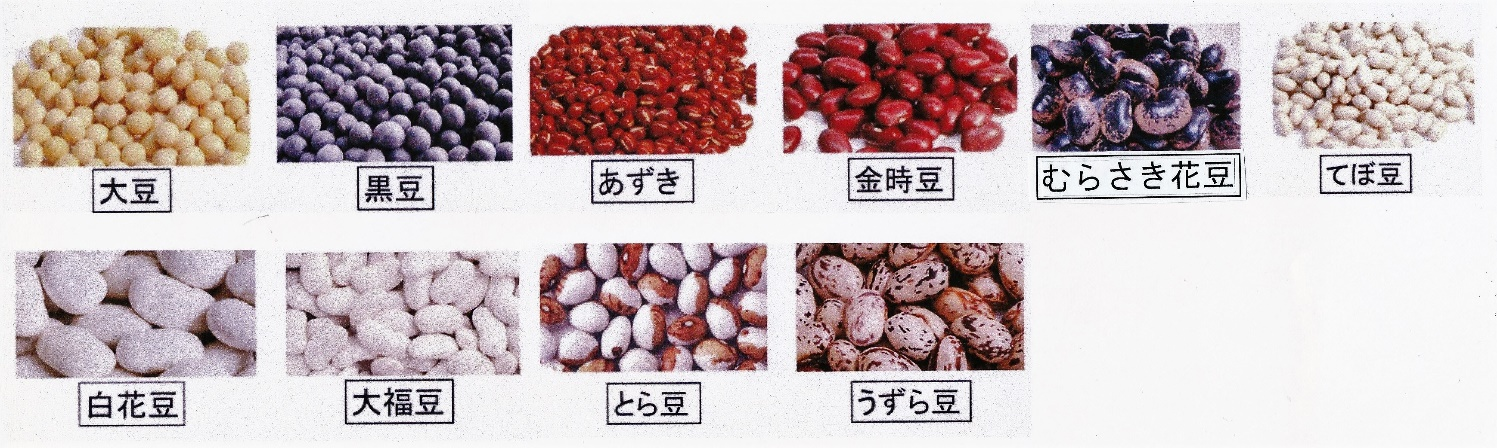 大豆
黒豆
あずき
金時豆
むらさき花豆
てぼ豆
白花豆
大福豆
とら豆
うずら豆